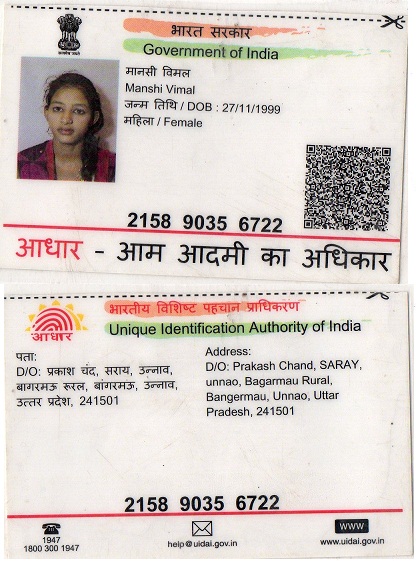 भारत सरकार
Government of India
मानसी विमल
Manshi Vimal
जन्म तिथि / DOB : 27/11/1999
महिला / Female
2158 9035 6722
आधार - आम आदमी का अधिकार
भारतीय विशिष्ट पहचान प्राधिकरण
Unique Identification Authority of India
आधार
पता:
D/O: प्रकाश चंद, सराय, उन्नाव,
बागरमऊ रूरल, बांगरमऊ, उन्नाव,
उत्तर प्रदेश, 241501
Address:
D/O: Prakash Chand, SARAY,
unnao, Bagarmau Rural,
Bangermau, Unnao, Uttar
Pradesh, 241501
2158 9035 6722
1947
1800 300 1947
help@uidai.gov.in
www
www.uidai.gov.in